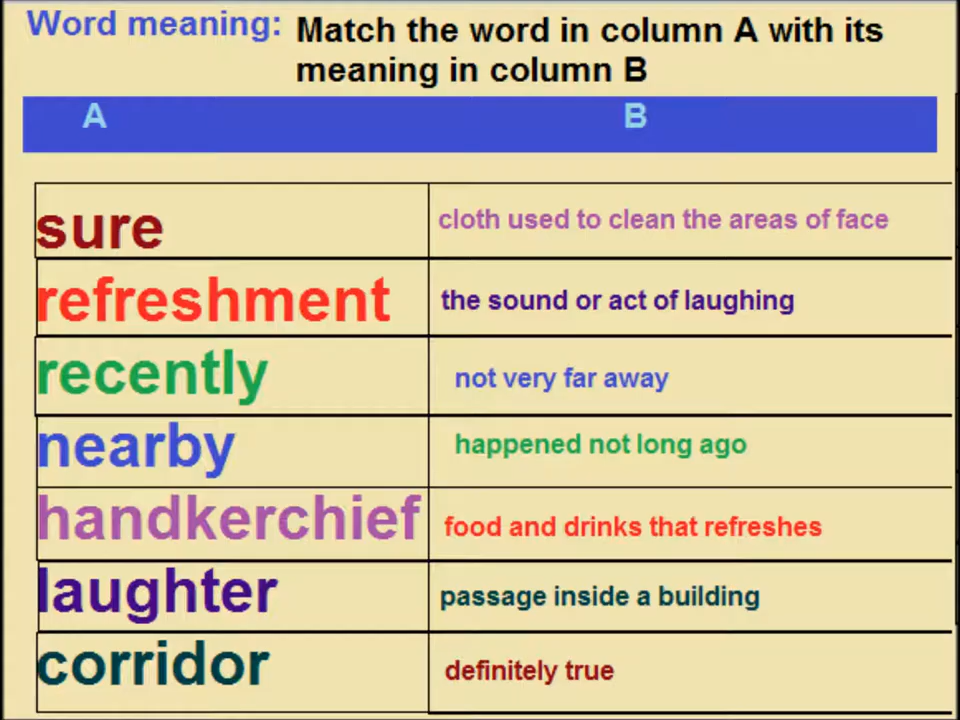 Word meaning: Match the word in column A with its
meaning in column B
A B
sure cloth used to clean the areas of face
refreshment the sound or act of laughing
recently not very far away
nearby happened not long ago
handkerchief food and drinks that refreshes
laughter passage inside a building
corridor definitely true